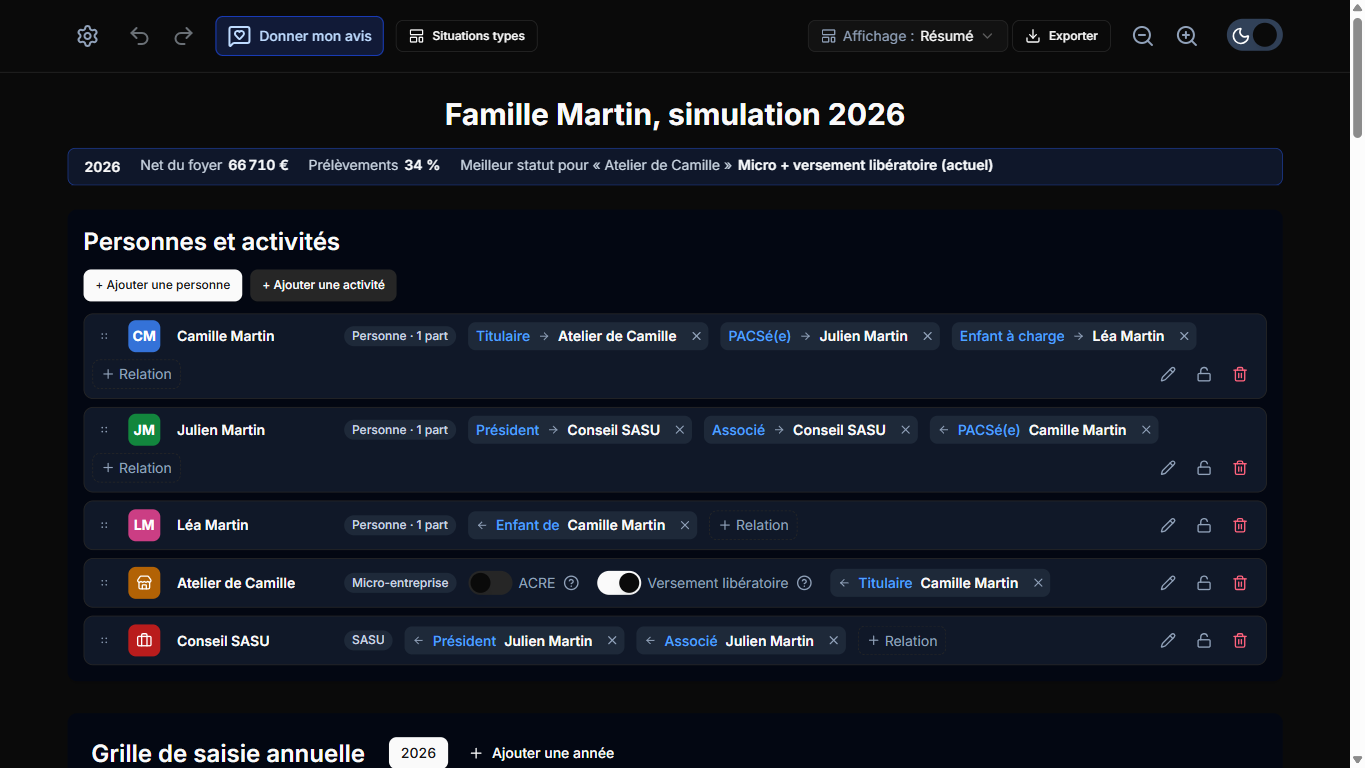 Donner mon avis Situations types Affichage : Résumé Exporter
Famille Martin, simulation 2026
2026 Net du foyer 66 710 € Prélèvements 34 % Meilleur statut pour « Atelier de Camille » Micro + versement libératoire (actuel)
Personnes et activités
+ Ajouter une personne + Ajouter une activité
CM Camille Martin Personne · 1 part Titulaire → Atelier de Camille × PACSé(e) → Julien Martin × Enfant à charge → Léa Martin ×
+ Relation
JM Julien Martin Personne · 1 part Président → Conseil SASU × Associé → Conseil SASU × ← PACSé(e) Camille Martin ×
+ Relation
LM Léa Martin Personne · 1 part ← Enfant de Camille Martin × + Relation
Atelier de Camille Micro-entreprise ACRE ? Versement libératoire ? ← Titulaire Camille Martin ×
Conseil SASU SASU ← Président Julien Martin × ← Associé Julien Martin × + Relation
Grille de saisie annuelle 2026 + Ajouter une année